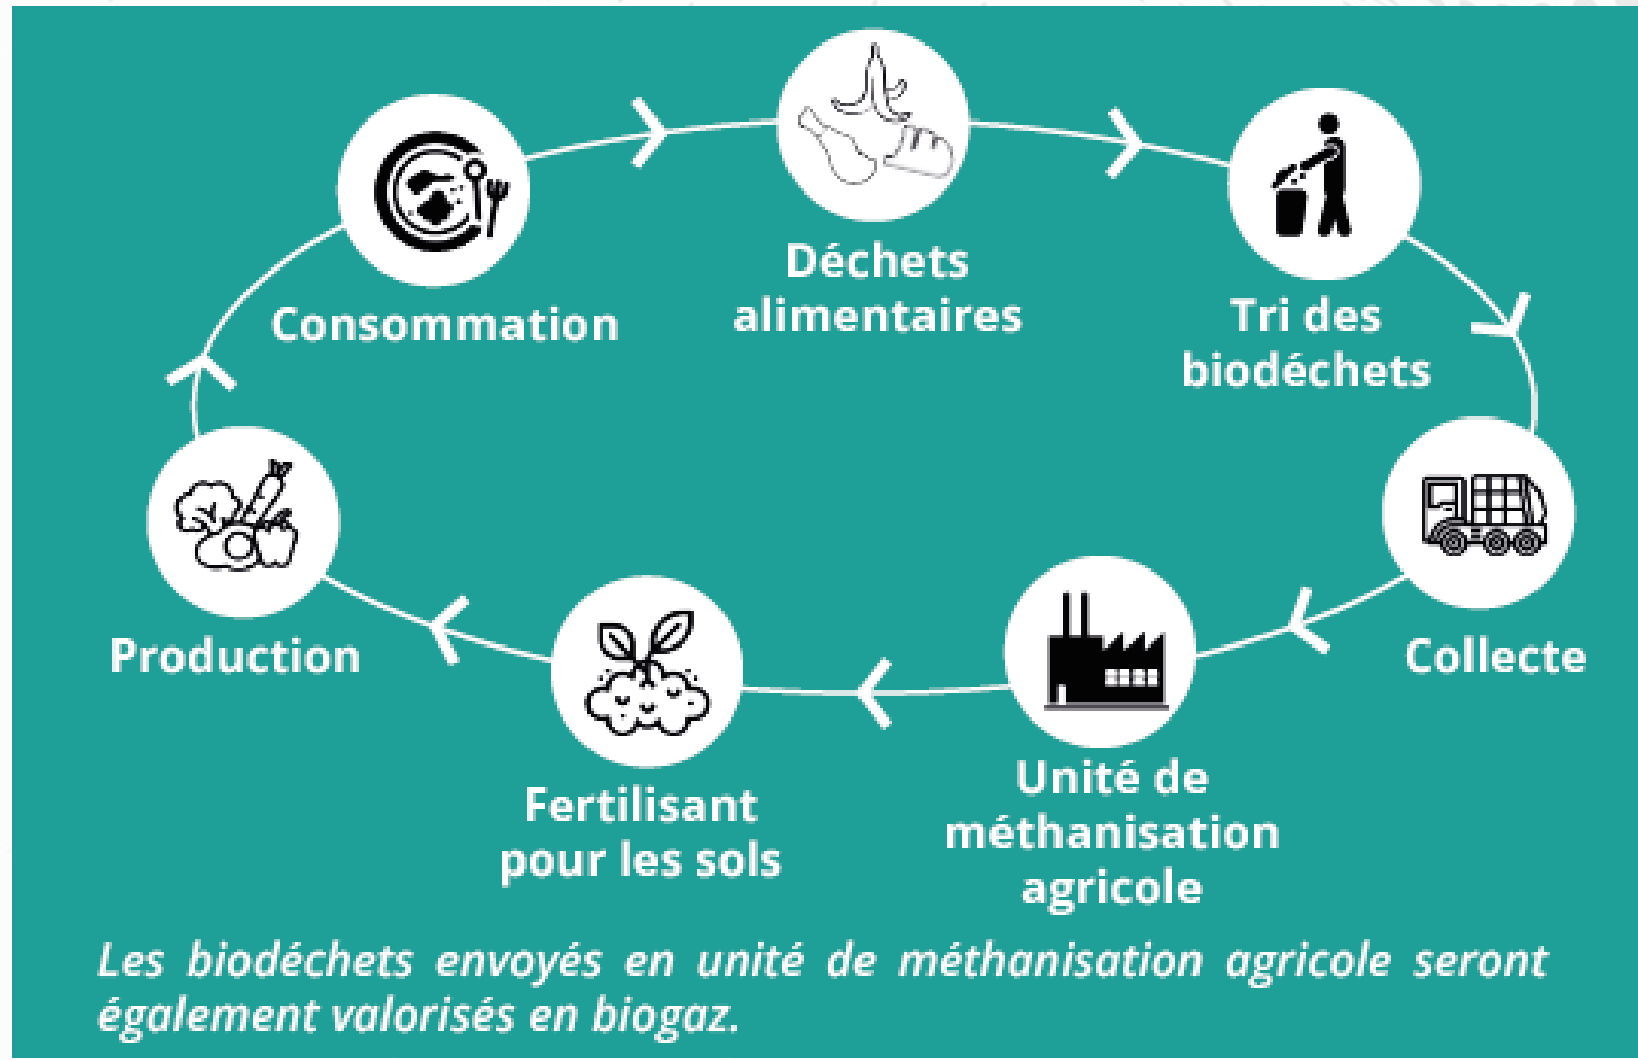 Déchets
alimentaires
Consommation
Tri des
biodéchets
Production
Collecte
Unité de
méthanisation
agricole
Fertilisant
pour les sols
Les biodéchets envoyés en unité de méthanisation agricole seront
également valorisés en biogaz.